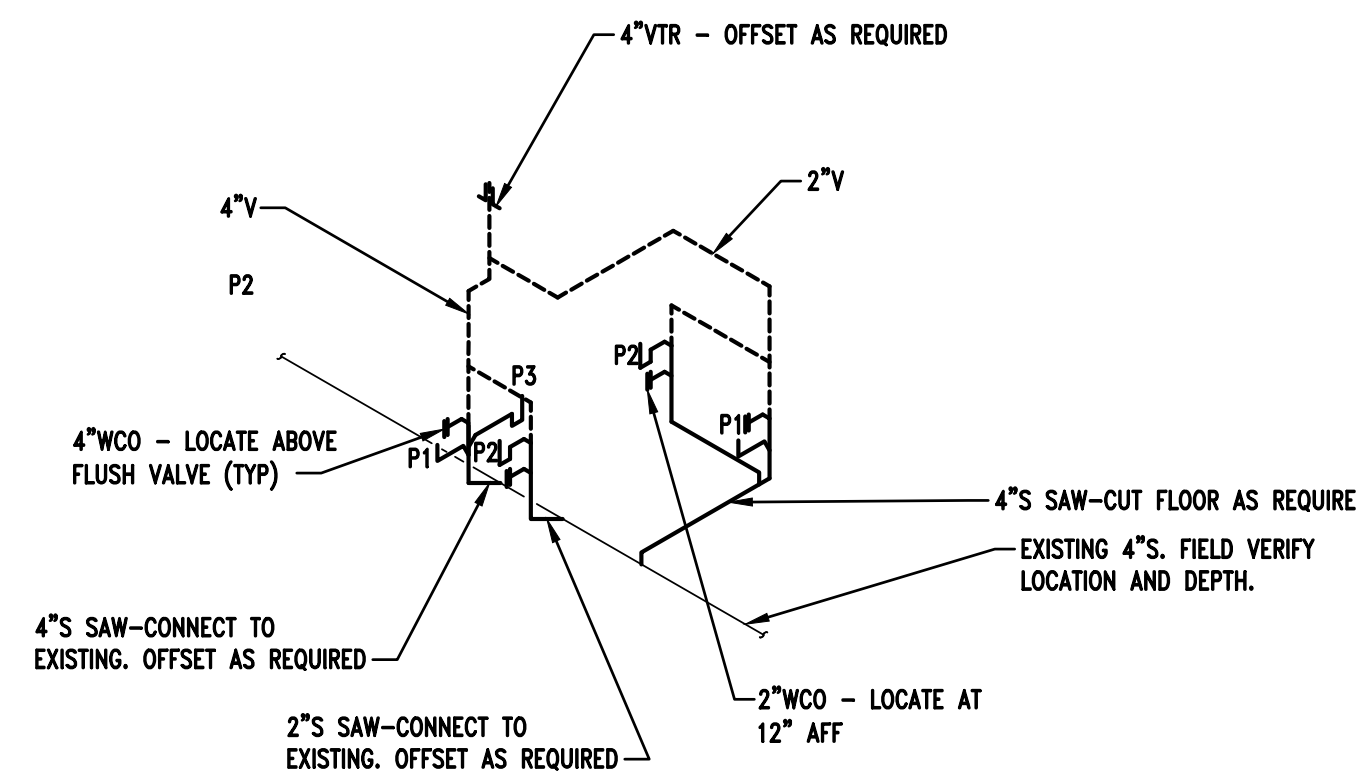 4"VTR - OFFSET AS REQUIRED
2"V
4"V
P2
P2
P3
P1
4"WCO - LOCATE ABOVE
FLUSH VALVE (TYP)
P1
P2
4"S SAW-CUT FLOOR AS REQUIRE
EXISTING 4"S. FIELD VERIFY
LOCATION AND DEPTH.
4"S SAW-CONNECT TO
EXISTING. OFFSET AS REQUIRED
2"WCO - LOCATE AT
12" AFF
2"S SAW-CONNECT TO
EXISTING. OFFSET AS REQUIRED